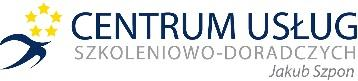 CENTRUM USŁUG
SZKOLENIOWO-DORADCZYCH
Jakub Szpon